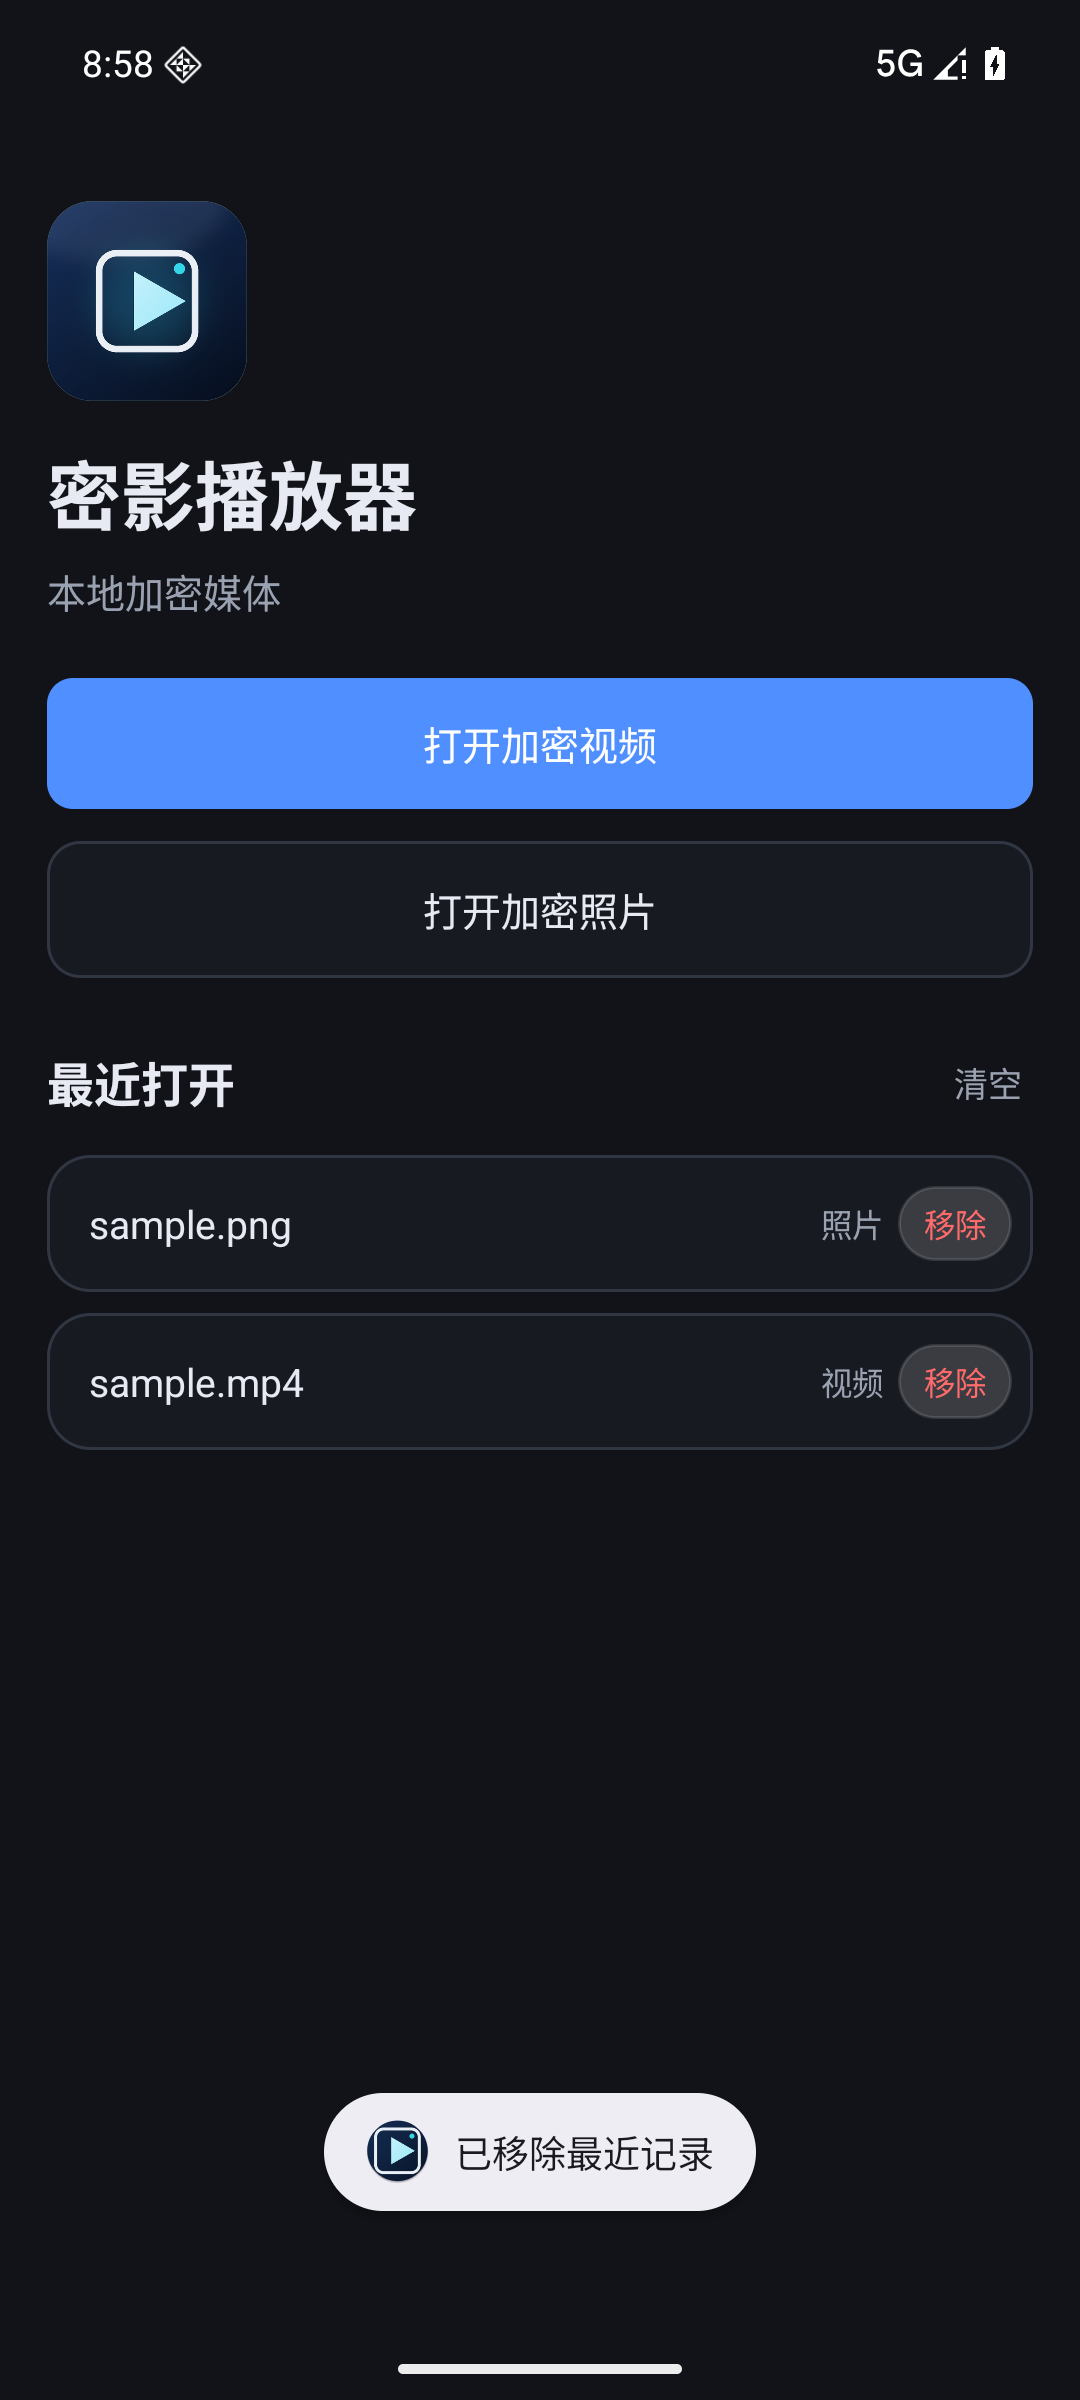 8:58
5G
密影播放器
本地加密媒体
打开加密视频
打开加密照片
最近打开
清空
sample.png
照片
移除
sample.mp4
视频
移除
已移除最近记录